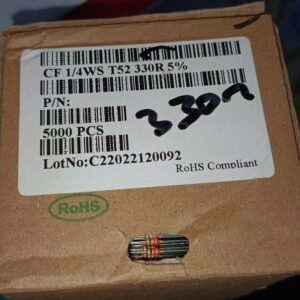 CF 1/4WS T52 330R 5%
P/N:
330Ω
5000 PCS
LotNo:C22022120092
RoHS Compliant
RoHS